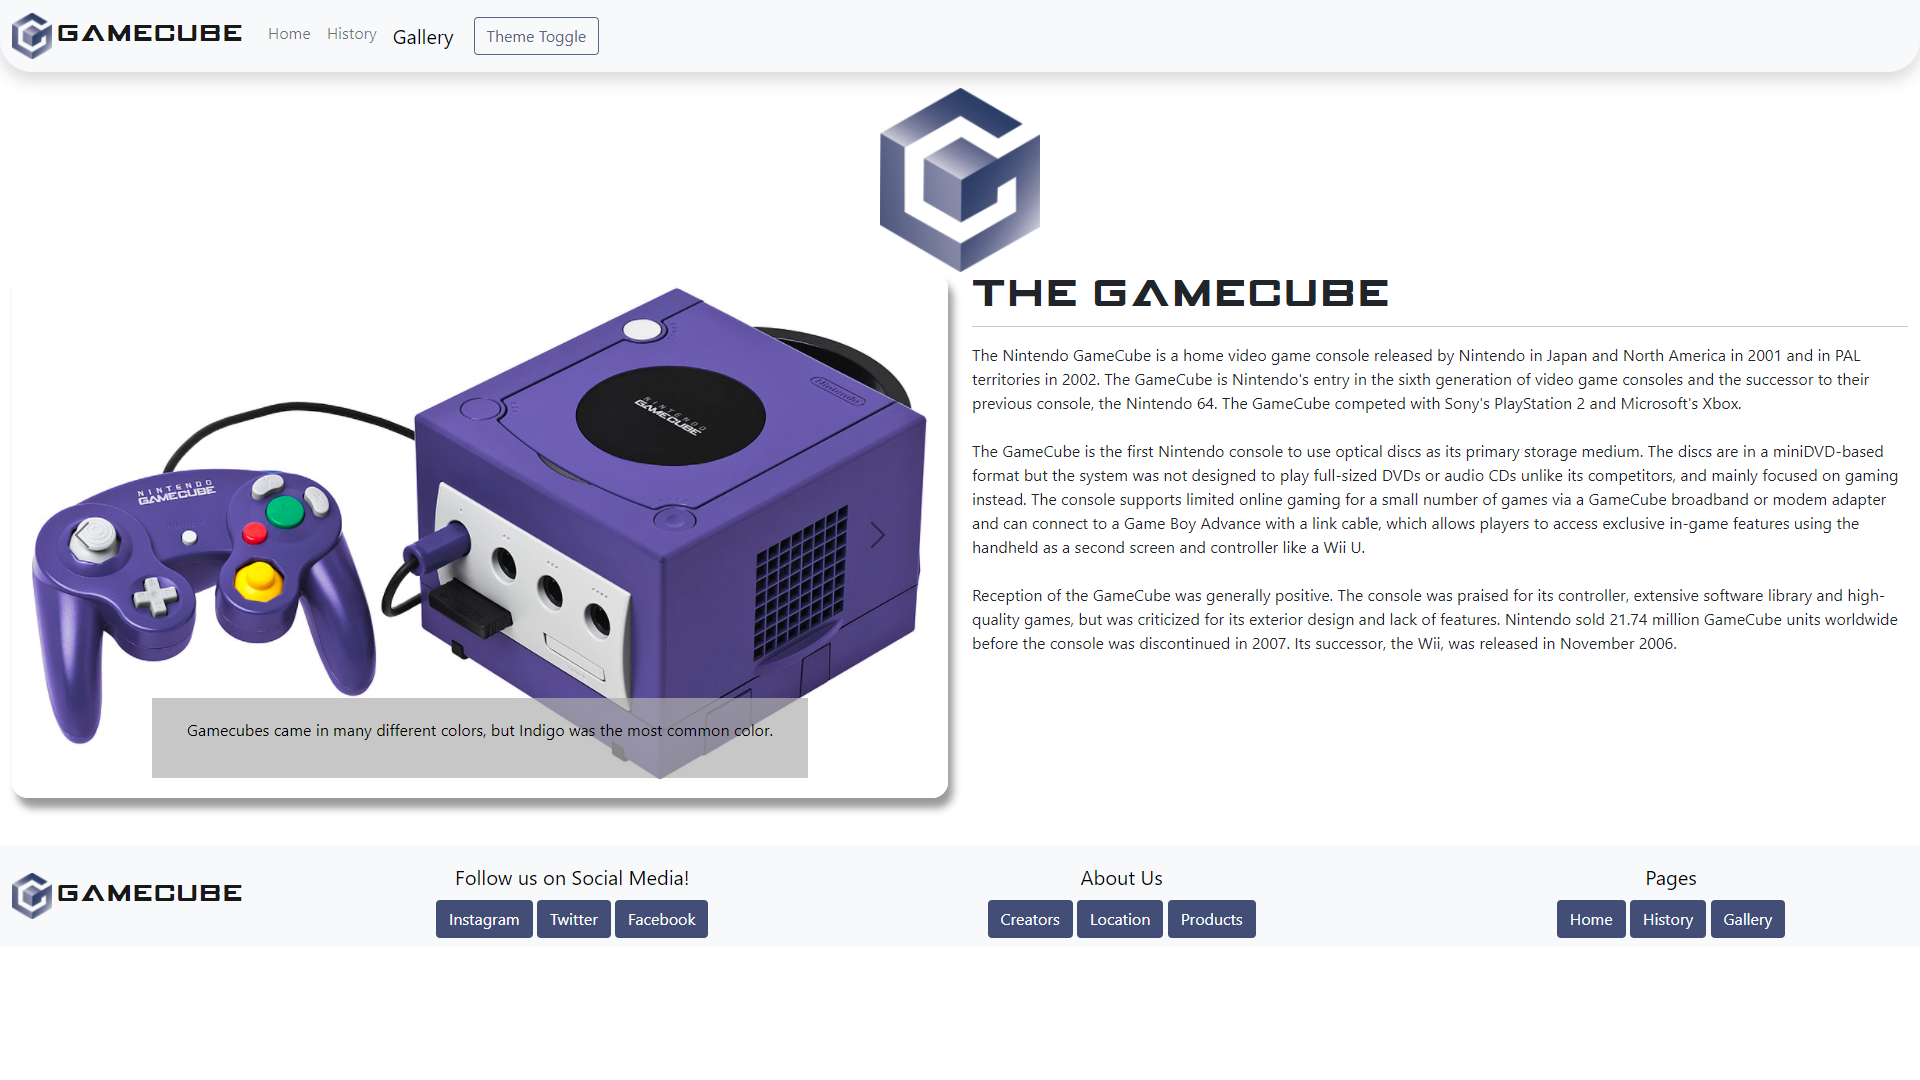 GAMECUBE Home History Gallery Theme Toggle
NINTENDO
GAMECUBE
Nintendo
NINTENDO
GAMECUBE
Gamecubes came in many different colors, but Indigo was the most common color.
THE GAMECUBE
The Nintendo GameCube is a home video game console released by Nintendo in Japan and North America in 2001 and in PAL
territories in 2002. The GameCube is Nintendo's entry in the sixth generation of video game consoles and the successor to their
previous console, the Nintendo 64. The GameCube competed with Sony's PlayStation 2 and Microsoft's Xbox.
The GameCube is the first Nintendo console to use optical discs as its primary storage medium. The discs are in a miniDVD-based
format but the system was not designed to play full-sized DVDs or audio CDs unlike its competitors, and mainly focused on gaming
instead. The console supports limited online gaming for a small number of games via a GameCube broadband or modem adapter
and can connect to a Game Boy Advance with a link cable, which allows players to access exclusive in-game features using the
handheld as a second screen and controller like a Wii U.
Reception of the GameCube was generally positive. The console was praised for its controller, extensive software library and high-
quality games, but was criticized for its exterior design and lack of features. Nintendo sold 21.74 million GameCube units worldwide
before the console was discontinued in 2007. Its successor, the Wii, was released in November 2006.
GAMECUBE
Follow us on Social Media!
Instagram Twitter Facebook
About Us
Creators Location Products
Pages
Home History Gallery